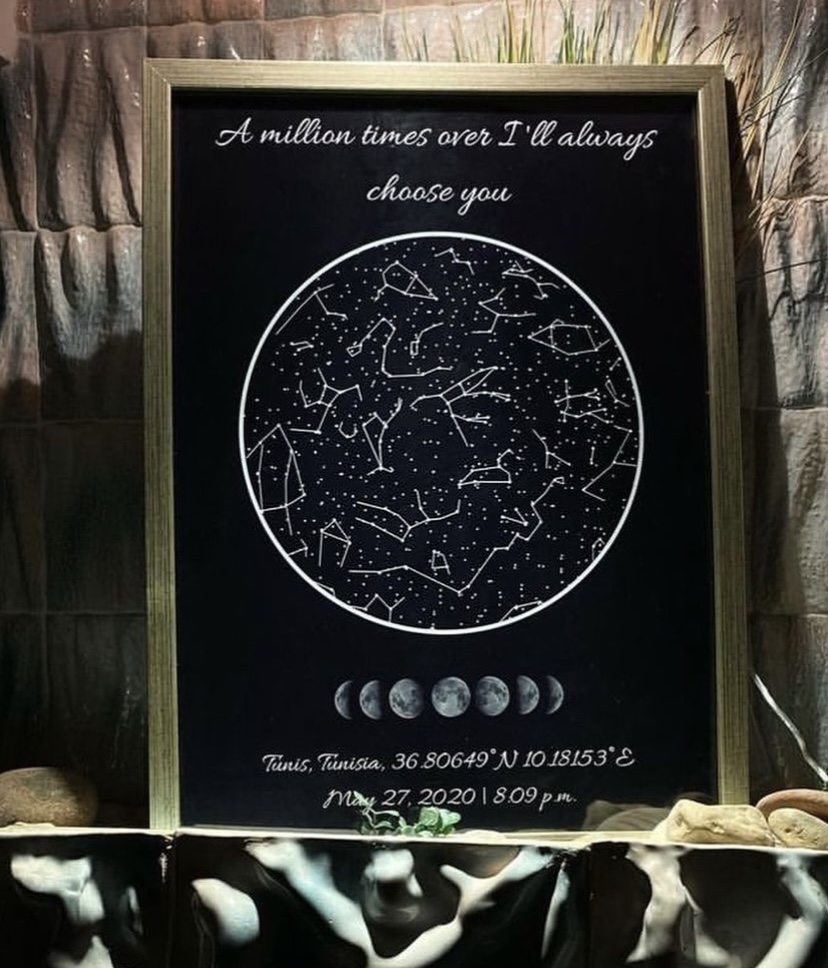 A million times over I'll always
choose you
Tunis, Tunisia, 36.80649°N 10.18153°E
May 27, 2020 | 8:09 p.m.